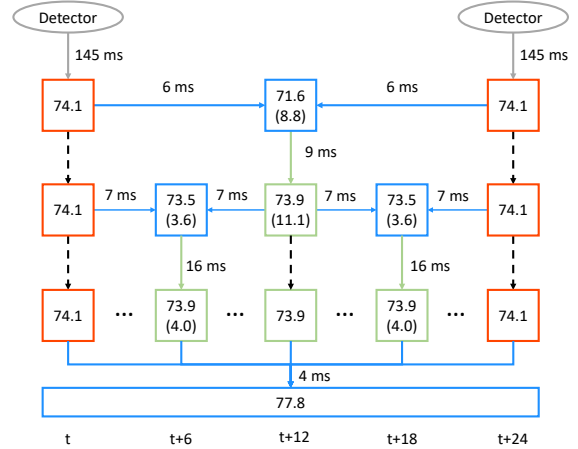 Detector Detector
145 ms 145 ms
6 ms 6 ms
74.1 71.6 74.1
(8.8)
9 ms
7 ms 7 ms 7 ms 7 ms
74.1 73.5 73.9 73.5 74.1
(3.6) (11.1) (3.6)
16 ms 16 ms
74.1 ... 73.9 ... 73.9 ... 73.9 ... 74.1
(4.0) (4.0)
4 ms
77.8
t t+6 t+12 t+18 t+24